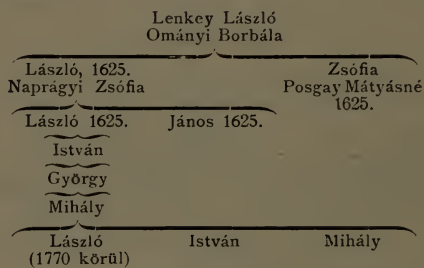 Lenkey László
Ományi Borbála
László, 1625. Zsófia
Naprágyi Zsófia Posgay Mátyásné
1625.
László 1625. János 1625.
István
György
Mihály
László István Mihály
(1770 körül)